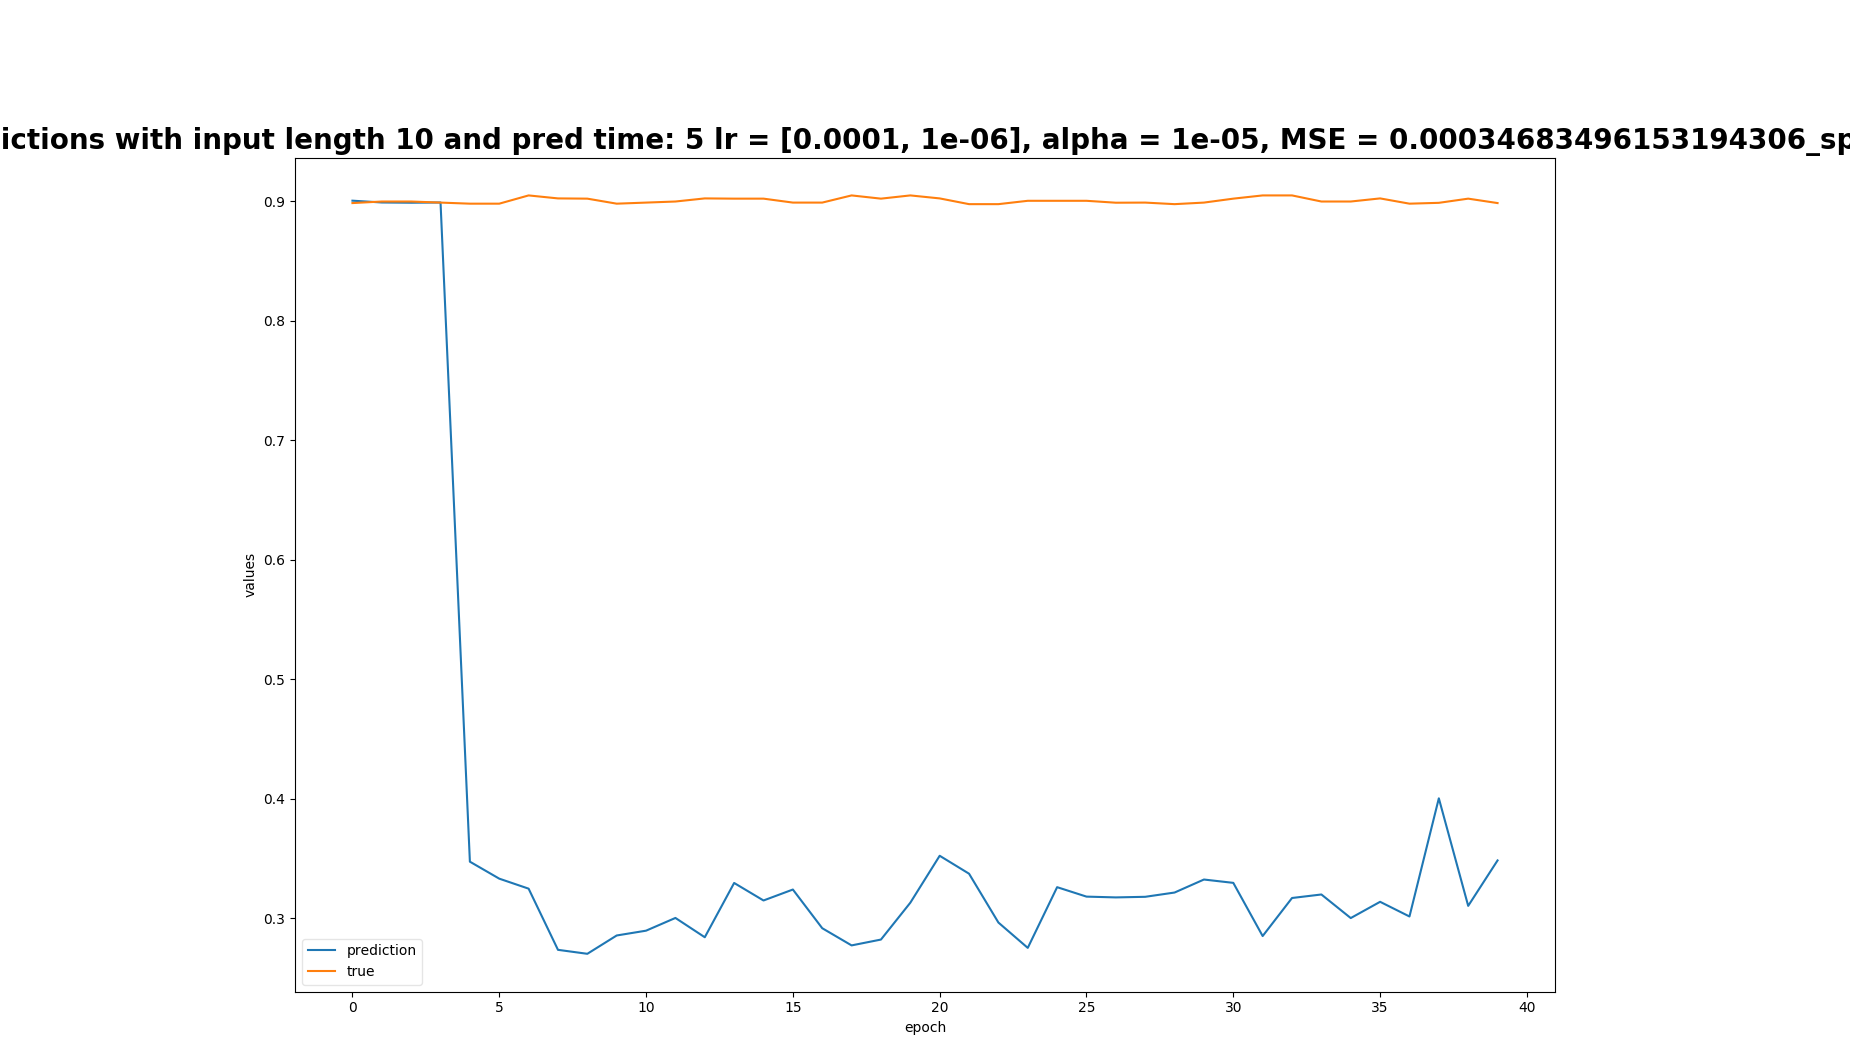 ictions with input length 10 and pred time: 5 lr = [0.0001, 1e-06], alpha = 1e-05, MSE = 0.00034683496153194306_sp
0.9
0.8
0.7
0.6
0.5
0.4
0.3
values
prediction
true
0 5 10 15 20 25 30 35 40
epoch